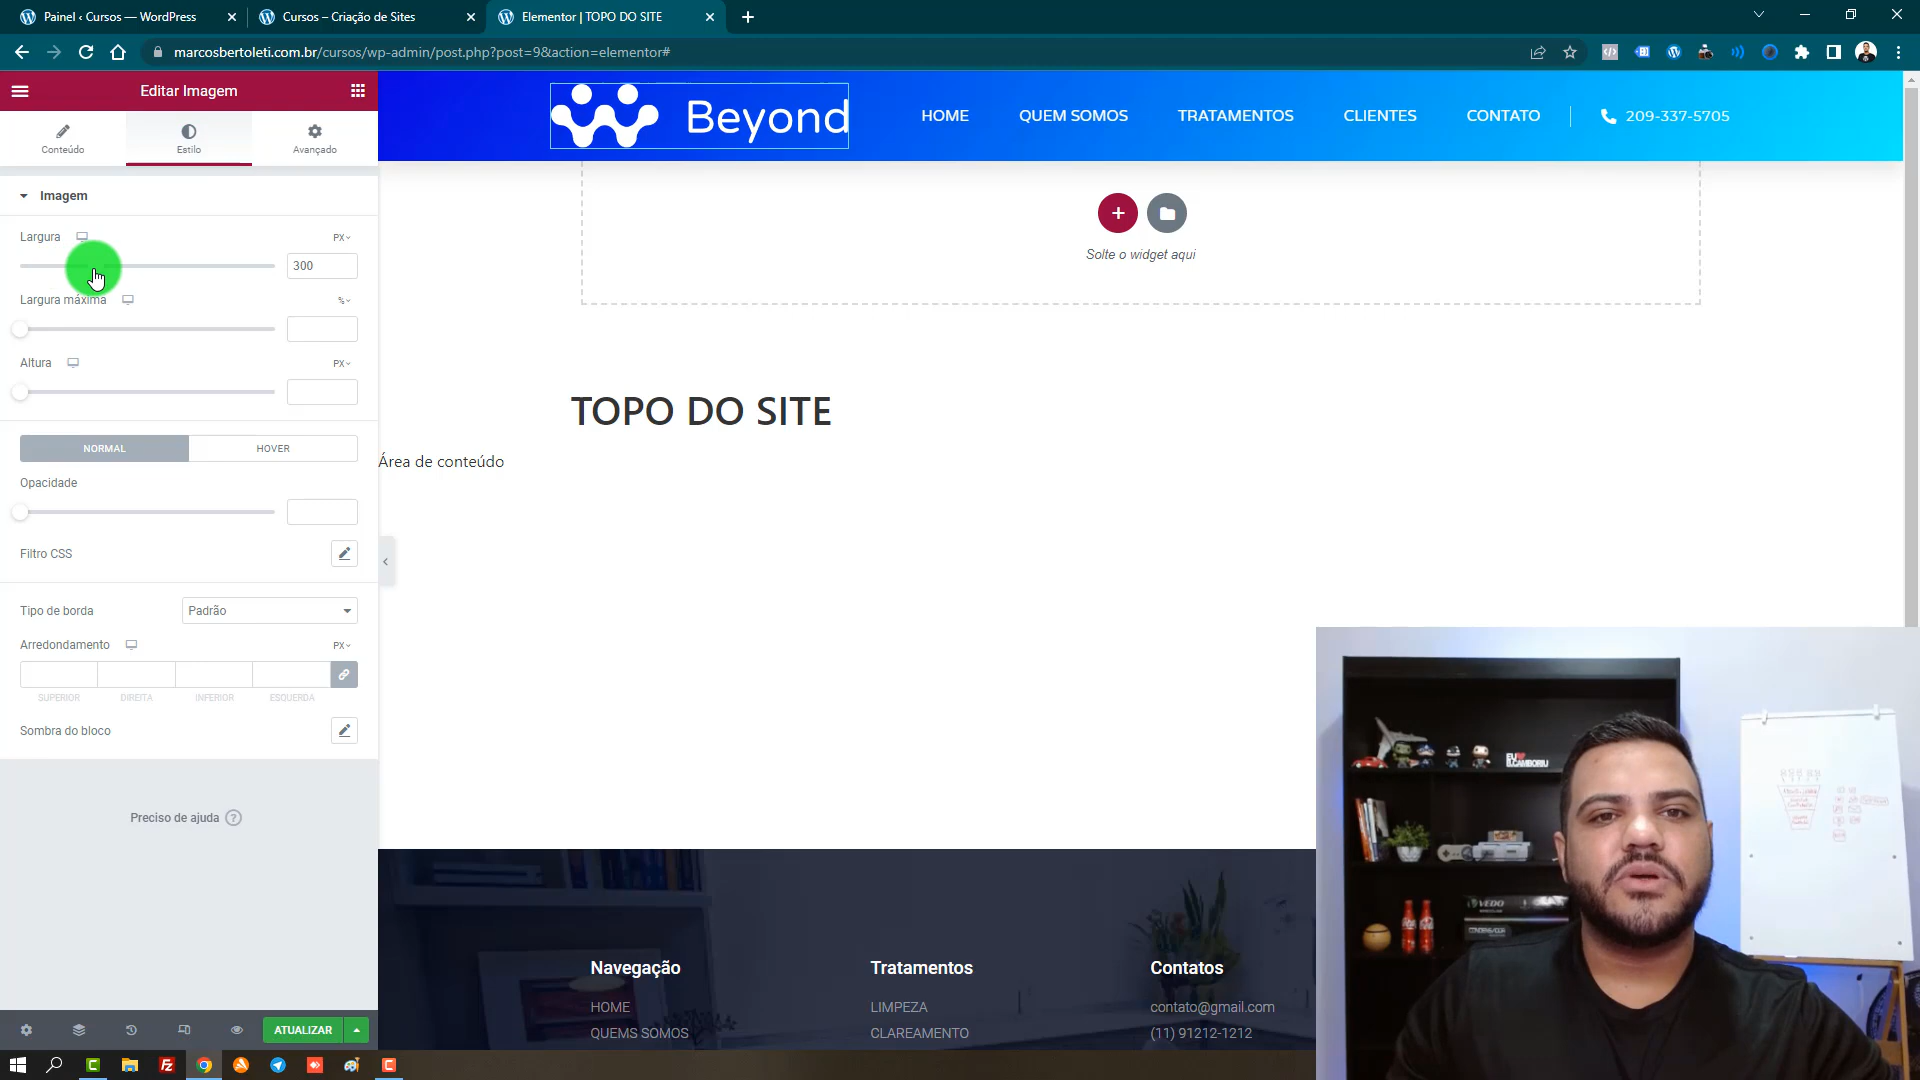 Painel ‹ Cursos — WordPress
Cursos – Criação de Sites
Elementor | TOPO DO SITE
marcosbertoleti.com.br/cursos/wp-admin/post.php?post=9&action=elementor#
Editar Imagem
Conteúdo
Estilo
Avançado
Imagem
Largura
PX
300
Largura máxima
%
Altura
PX
NORMAL
HOVER
Opacidade
Filtro CSS
Tipo de borda
Padrão
Arredondamento
PX
SUPERIOR
DIREITA
INFERIOR
ESQUERDA
Sombra do bloco
Preciso de ajuda
ATUALIZAR
Beyond
HOME
QUEM SOMOS
TRATAMENTOS
CLIENTES
CONTATO
209-337-5705
Solte o widget aqui
TOPO DO SITE
Área de conteúdo
Navegação
HOME
QUEMS SOMOS
Tratamentos
LIMPEZA
CLAREAMENTO
Contatos
contato@gmail.com
(11) 91212-1212